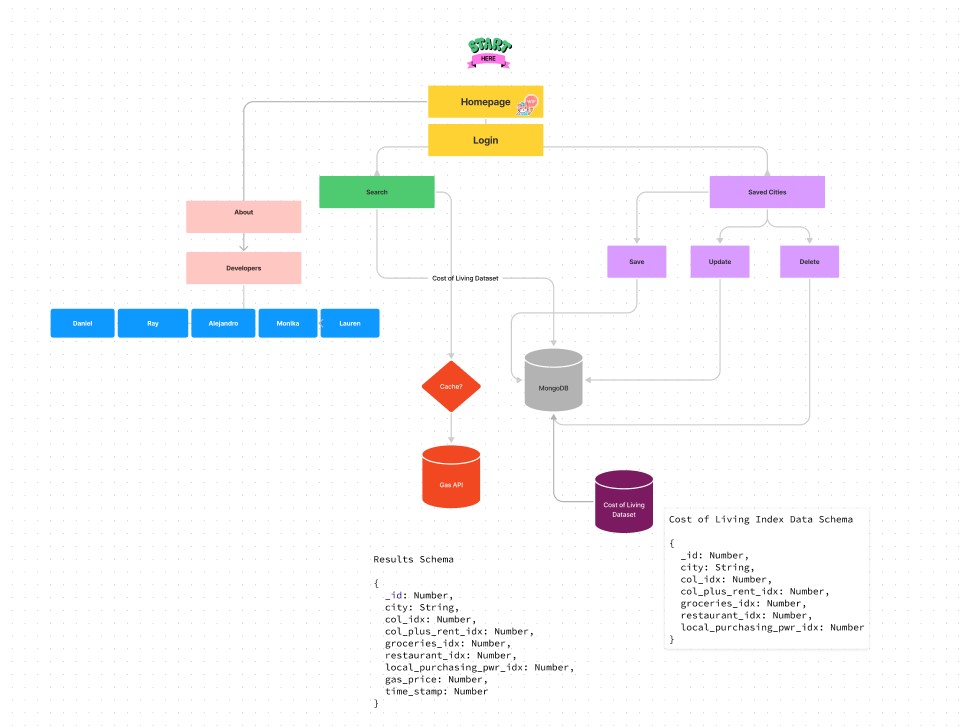 START
HERE
Homepage
Login
Search
Saved Cities
About
Save
Update
Delete
Developers
Cost of Living Dataset
Daniel
Ray
Alejandro
Monika
Lauren
Cache?
MongoDB
Gas API
Cost of Living
Dataset
Cost of Living Index Data Schema
{
_id: Number,
city: String,
col_idx: Number,
col_plus_rent_idx: Number,
groceries_idx: Number,
restaurant_idx: Number,
local_purchasing_pwr_idx: Number
}
Results Schema
{
_id: Number,
city: String,
col_idx: Number,
col_plus_rent_idx: Number,
groceries_idx: Number,
restaurant_idx: Number,
local_purchasing_pwr_idx: Number,
gas_price: Number,
time_stamp: Number
}